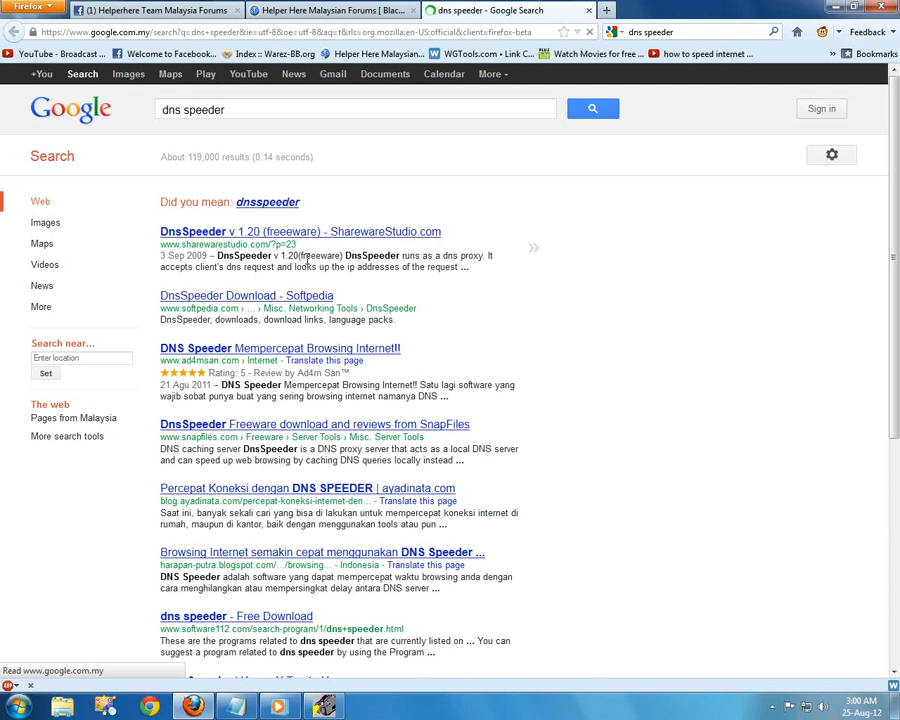 Firefox
(1) Helperhere Team Malaysia Forums
Helper Here Malaysian Forums [ Blac...
dns speeder - Google Search
https://www.google.com.my/search?q=dns+speeder&ie=utf-8&oe=utf-8&aq=t&rls=org.mozilla:en-US:official&client=firefox-beta
dns speeder
Feedback
YouTube - Broadcast ...
Welcome to Facebook...
Index :: Warez-BB.org
Helper Here Malaysian...
WGTools.com • Link C...
Watch Movies for Free ...
how to speed internet ...
Bookmarks
+You Search Images Maps Play YouTube News Gmail Documents Calendar More
Google
dns speeder
Sign in
Search
About 119,000 results (0.14 seconds)
Web
Images
Maps
Videos
News
More
Search near...
Enter location
Set
The web
Pages from Malaysia
More search tools
Did you mean: dnsspeeder
DnsSpeeder v 1.20 (freeeware) - SharewareStudio.com
www.sharewarestudio.com/?p=23
3 Sep 2009 – DnsSpeeder v 1.20(freeeware) DnsSpeeder runs as a dns proxy. It
accepts client's dns request and looks up the ip addresses of the request ...
DnsSpeeder Download - Softpedia
www.softpedia.com › ... › Misc. Networking Tools › DnsSpeeder
DnsSpeeder, downloads, download links, language packs.
DNS Speeder Mempercepat Browsing Internet!!
www.ad4msan.com › Internet - Translate this page
Rating: 5 - Review by Ad4m San™
21 Agu 2011 – DNS Speeder Mempercepat Browsing Internet!! Satu lagi software yang
wajib sobat punya buat yang sering browsing internet namanya DNS ...
DnsSpeeder Freeware download and reviews from SnapFiles
www.snapfiles.com › Freeware › Server Tools › Misc. Server Tools
DNS caching server DnsSpeeder is a DNS proxy server that acts as a local DNS server
and can speed up web browsing by caching DNS queries locally instead ...
Percepat Koneksi dengan DNS SPEEDER | ayadinata.com
blog.ayadinata.com/percepat-koneksi-internet-den... - Translate this page
Saat ini, banyak sekali cari yang bisa di lakukan untuk mempercepat koneksi internet di
rumah, maupun di kantor, baik dengan menggunakan tools atau pun ...
Browsing Internet semakin cepat menggunakan DNS Speeder ...
harapan-putra.blogspot.com/.../browsing... - Indonesia - Translate this page
DNS Speeder adalah software yang dapat mempercepat waktu browsing anda dengan
cara menghilangkan atau mempersingkat delay antara DNS server ...
dns speeder - Free Download
www.software112.com/search-program/1/dns+speeder.html
These are the programs related to dns speeder that are currently listed on ... You can
suggest a program related to dns speeder by using the Program ...
Read www.google.com.my
3:00 AM
25-Aug-12